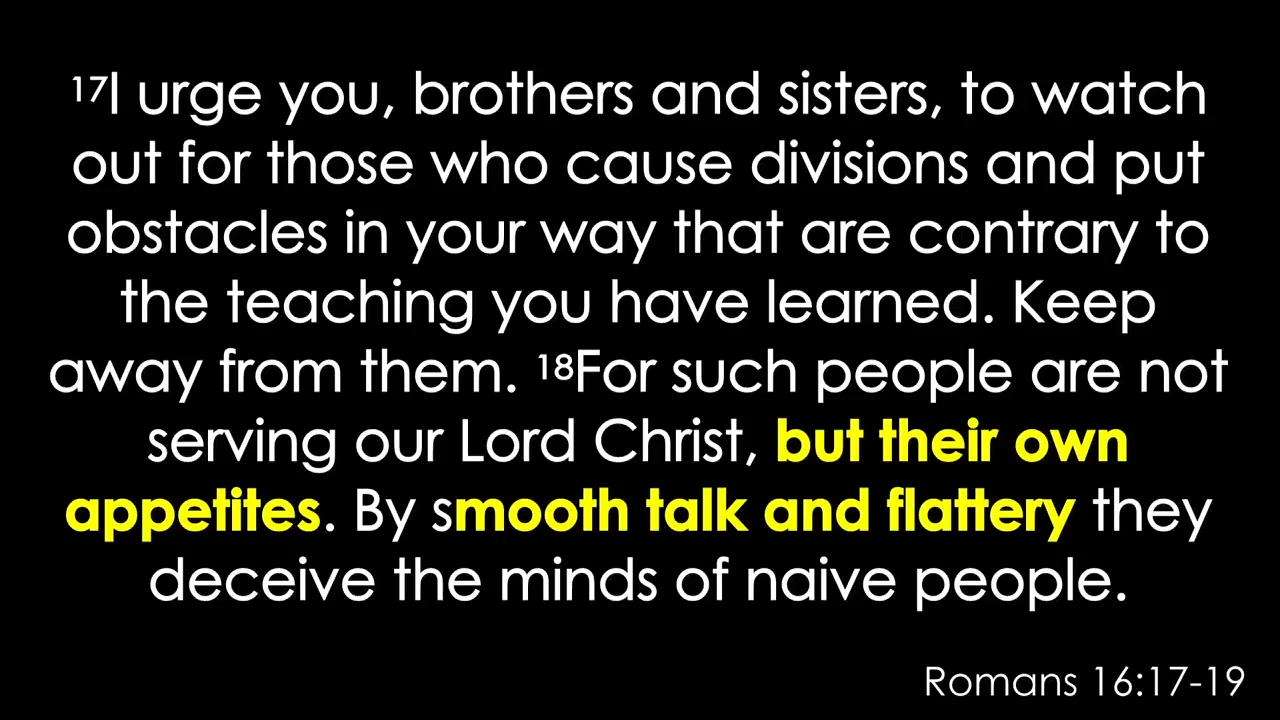 17I urge you, brothers and sisters, to watch
out for those who cause divisions and put
obstacles in your way that are contrary to
the teaching you have learned. Keep
away from them. 18For such people are not
serving our Lord Christ, but their own
appetites. By smooth talk and flattery they
deceive the minds of naive people.
Romans 16:17-19